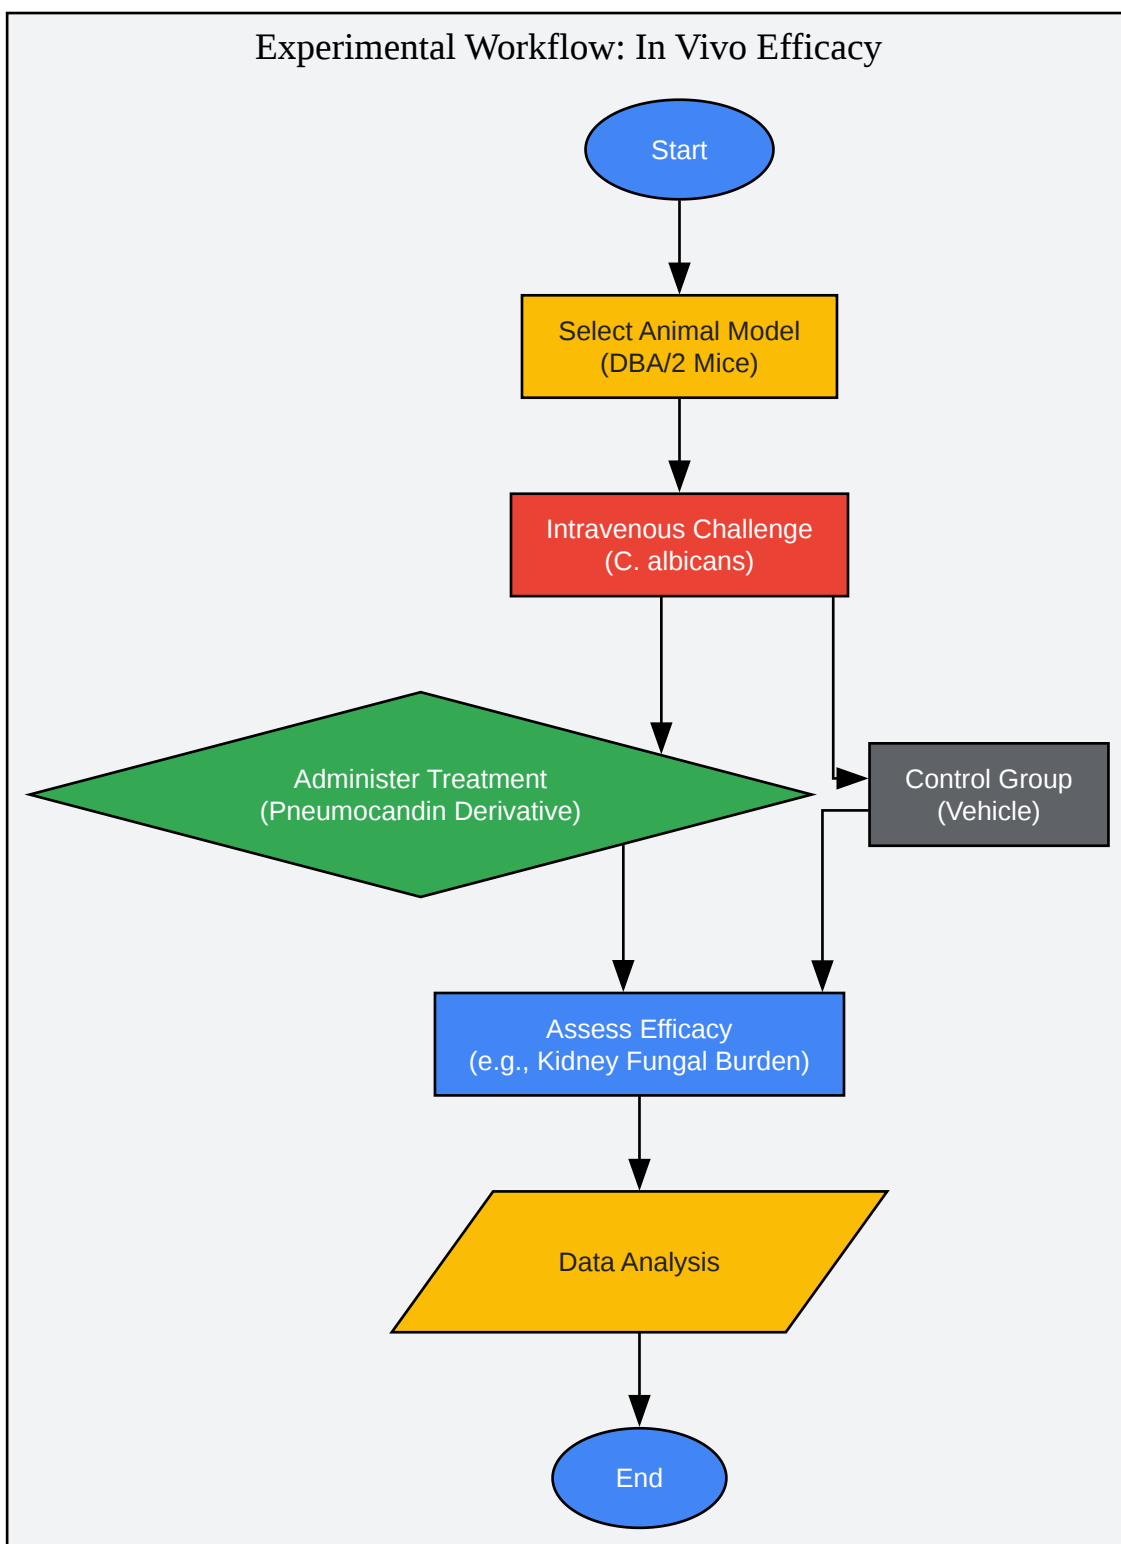 Experimental Workflow: In Vivo Efficacy
Start
Select Animal Model
(DBA/2 Mice)
Intravenous Challenge
(C. albicans)
Administer Treatment
(Pneumocandin Derivative)
Control Group
(Vehicle)
Assess Efficacy
(e.g., Kidney Fungal Burden)
Data Analysis
End